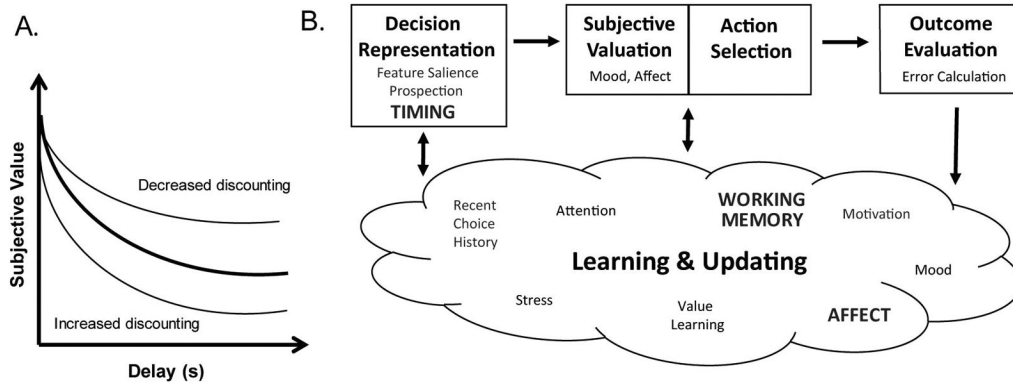 A.
Subjective Value
Decreased discounting
Increased discounting
Delay (s)
B.
Decision
Representation
Feature Salience
Prospection
TIMING
Subjective
Valuation
Mood, Affect
Action
Selection
Outcome
Evaluation
Error Calculation
Recent
Choice
History
Attention
WORKING
MEMORY
Motivation
Learning & Updating
Mood
Stress
Value
Learning
AFFECT